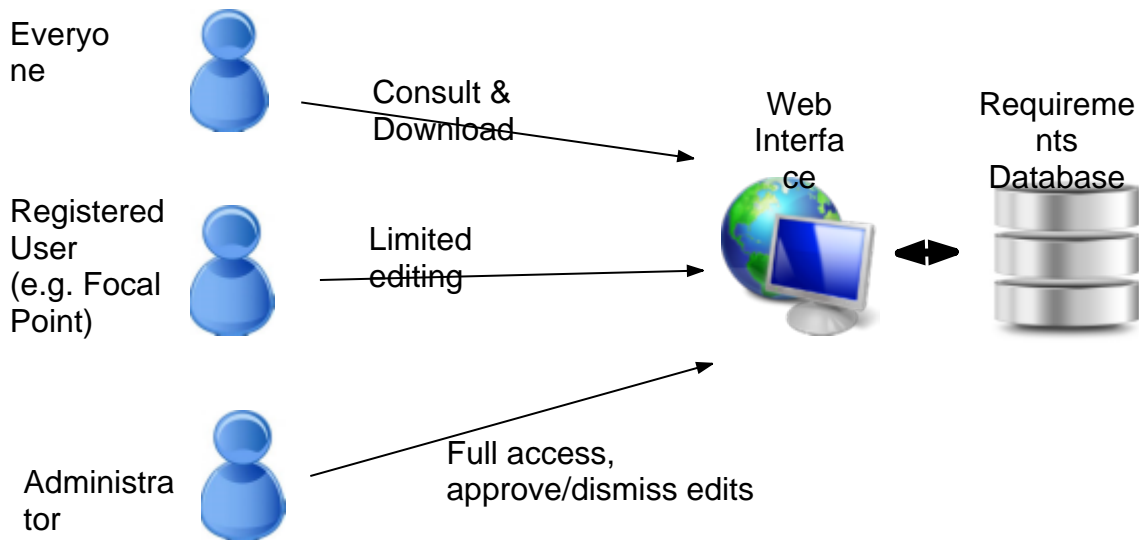 Everyo
ne
Consult &
Download
Web
Interfa
ce
Requireme
nts
Database
Registered
User
(e.g. Focal
Point)
Limited
editing
Administra
tor
Full access,
approve/dismiss edits